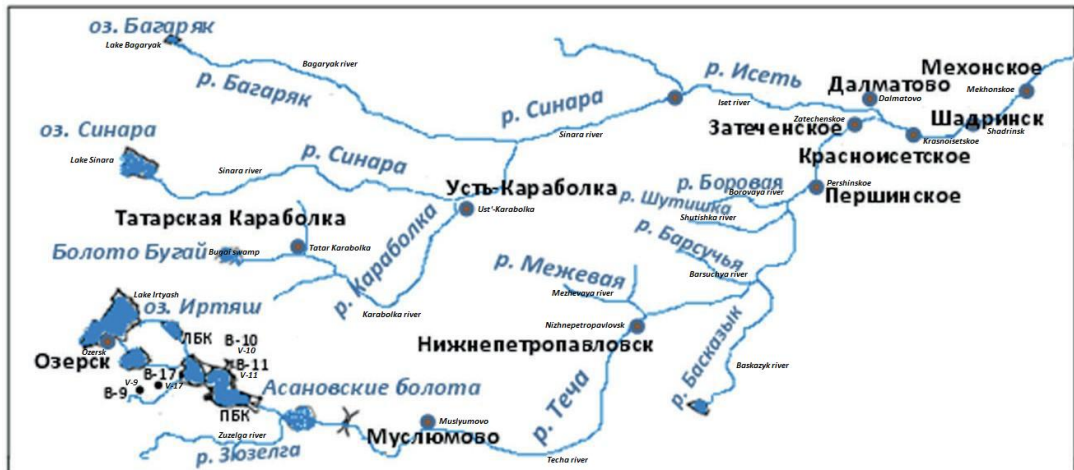 оз. Багаряк
Lake Bagaryak
Bagaryak river
р. Багаряк
р. Исеть
Iset river
Мехонское
Mekhonskoe
Далматово
Dalmatovo
р. Синара
Sinara river
Zatechenskoe
Затеченское
Шадринск
Shadrinsk
Krasnoisetskoe
Красноисетское
оз. Синара
Lake Sinara
р. Синара
Sinara river
Усть-Караболка
Ust'-Karabolka
р. Боровая
Borovaya river
Pershinskoe
Першинское
р. Шутишка
Shutishka river
Татарская Караболка
Tatar Karabolka
Болото Бугай
Bugai swamp
р. Караболка
Karabolka river
р. Барсучья
Barsuchya river
р. Межевая
Mezhevaya river
Lake Irtyash
оз. Иртяш
Nizhnepetropavlovsk
Нижнепетропавловск
ЛБК
В-10
V-10
Ozersk
Озерск
В-11
V-11
В-17
V-17
V-9
В-9
ПБК
Асановские болота
р. Басказык
Baskazyk river
р. Теча
Techa river
Muslyumovo
Муслюмово
Zuzelga river
р. Зюзелга